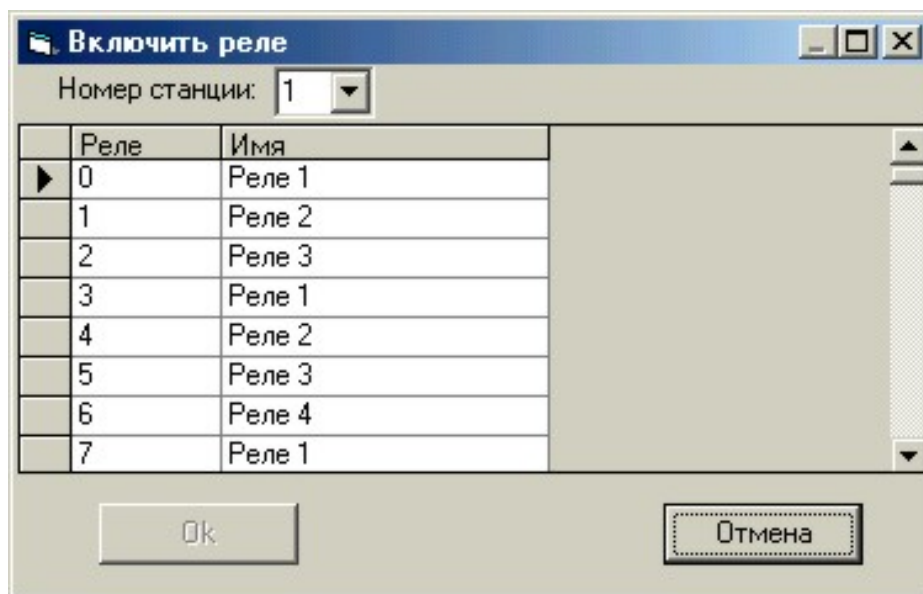 Включить реле
Номер станции: 1
Реле Имя
0 Реле 1
1 Реле 2
2 Реле 3
3 Реле 1
4 Реле 2
5 Реле 3
6 Реле 4
7 Реле 1
Ok Отмена